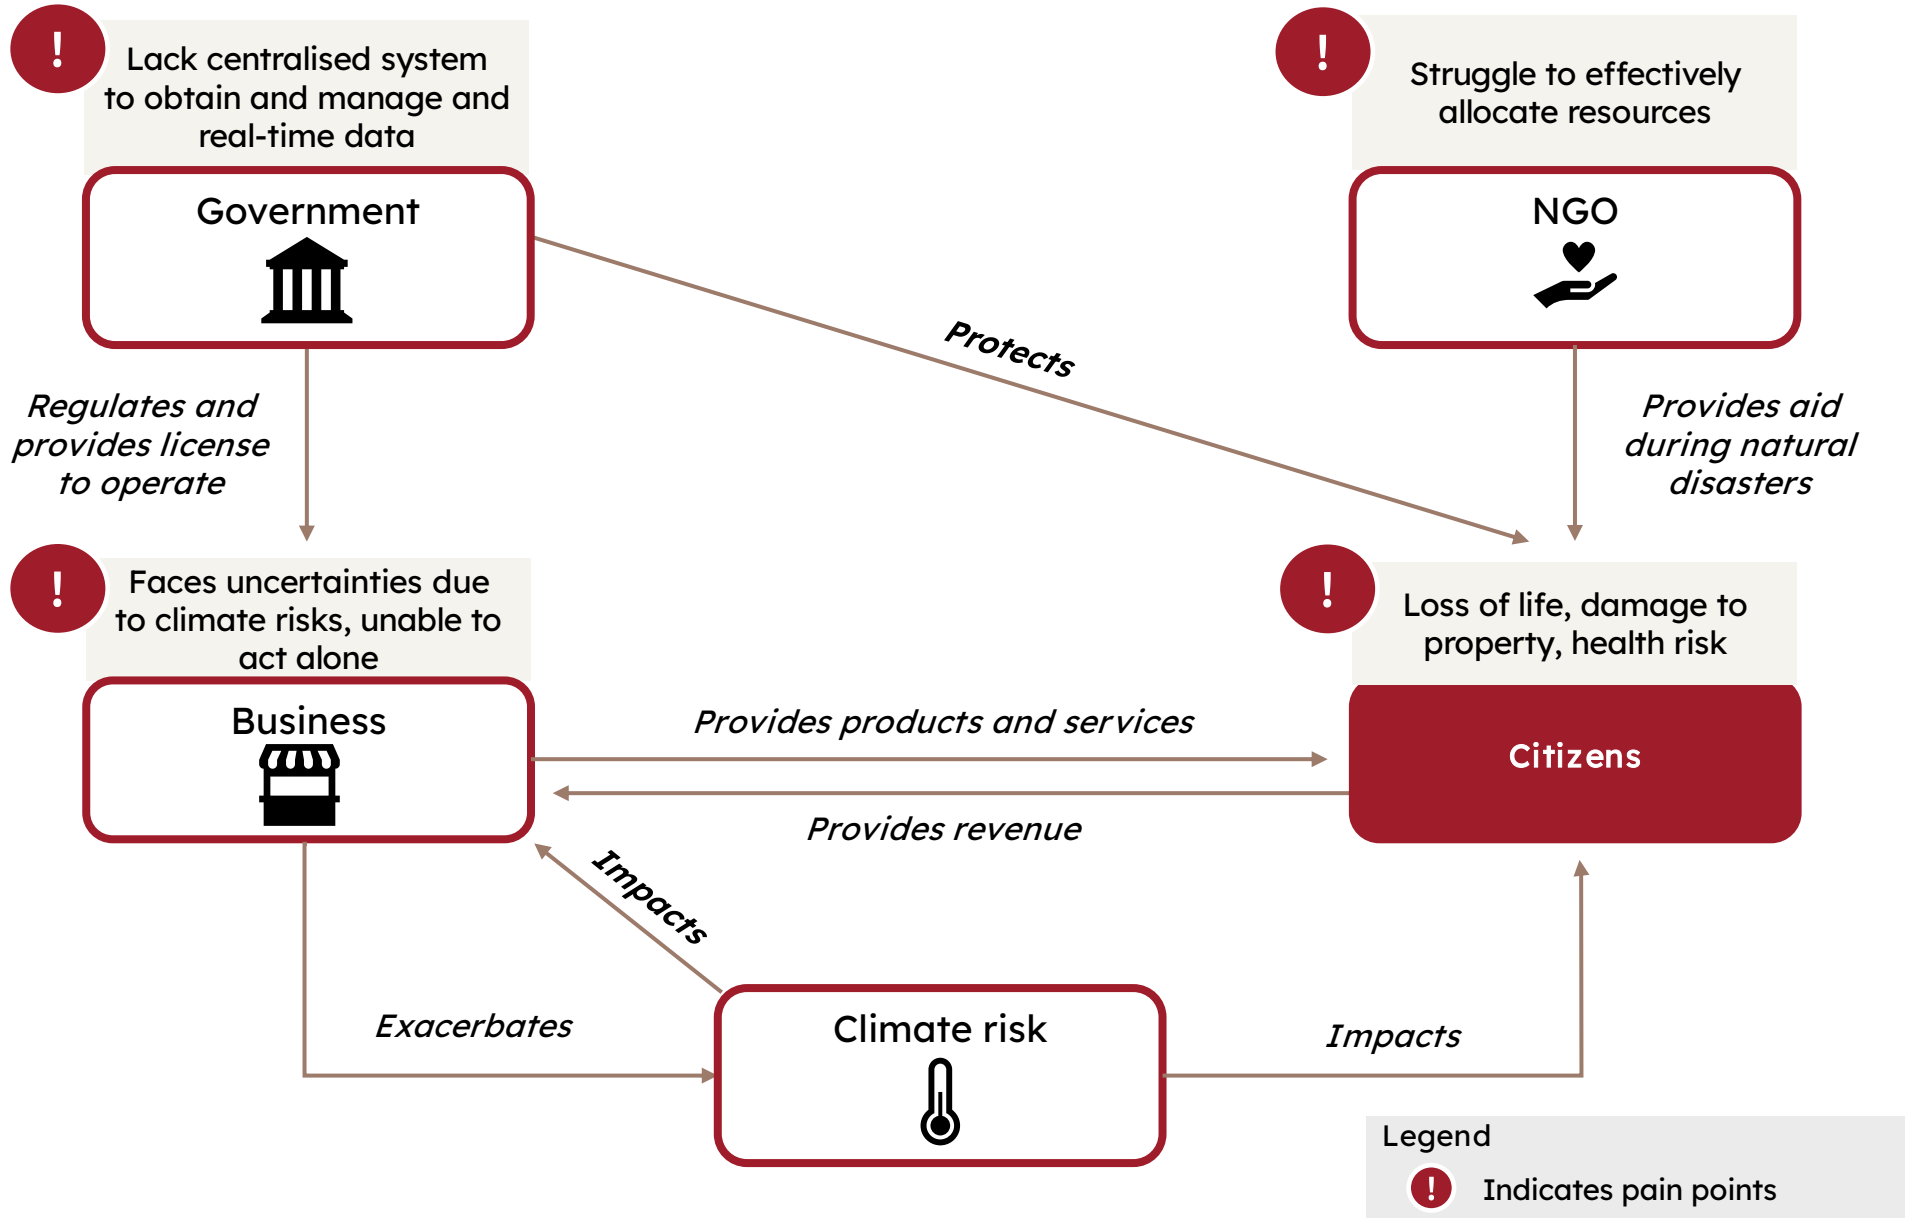 !
Lack centralised system
to obtain and manage and
real-time data
Government
!
Struggle to effectively
allocate resources
NGO
Protects
Regulates and
provides license
to operate
Provides aid
during natural
disasters
!
Faces uncertainties due
to climate risks, unable to
act alone
Business
!
Loss of life, damage to
property, health risk
Citizens
Provides products and services
Provides revenue
Impacts
Exacerbates
Climate risk
Impacts
Legend
!
Indicates pain points